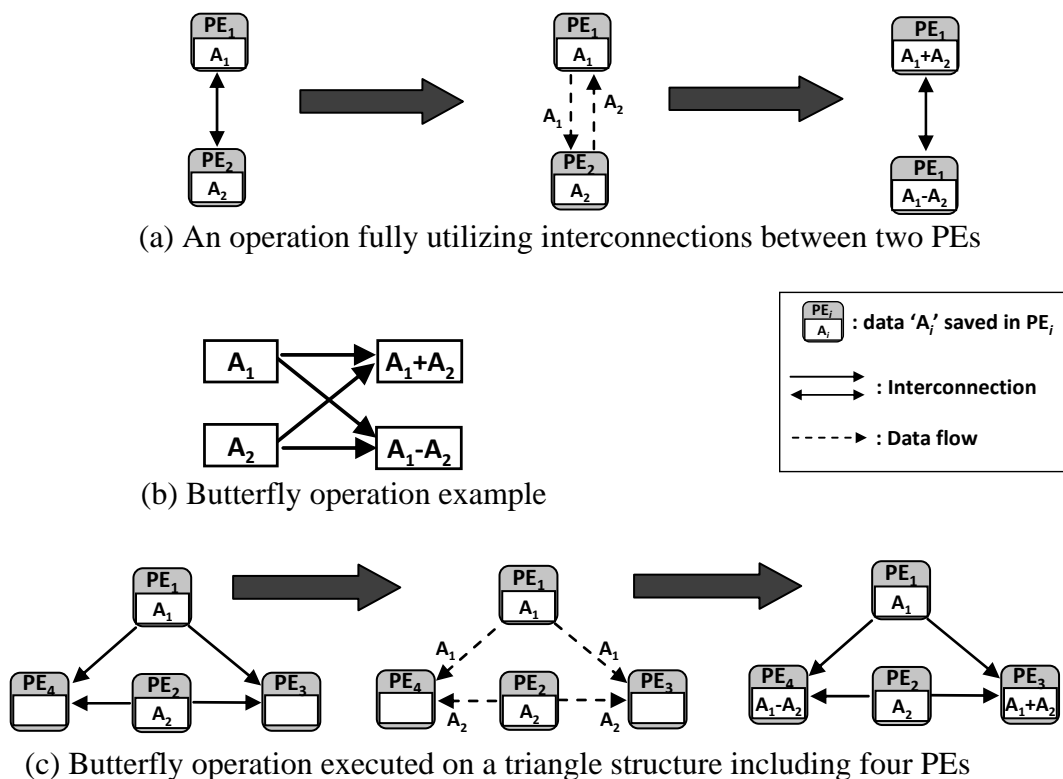 PE1
A1
PE2
A2
PE1
A1
A1
A2
PE2
A2
PE1
A1+A2
PE1
A1-A2
(a) An operation fully utilizing interconnections between two PEs
A1
A1+A2
A2
A1-A2
(b) Butterfly operation example
PEi
Ai
: data 'Ai' saved in PEi
: Interconnection
: Data flow
PE1
A1
PE4
PE2
A2
PE3
PE1
A1
A1
A1
PE4
PE2
A2
PE3
A2
A2
PE1
A1
PE4
A1-A2
PE2
A2
PE3
A1+A2
(c) Butterfly operation executed on a triangle structure including four PEs